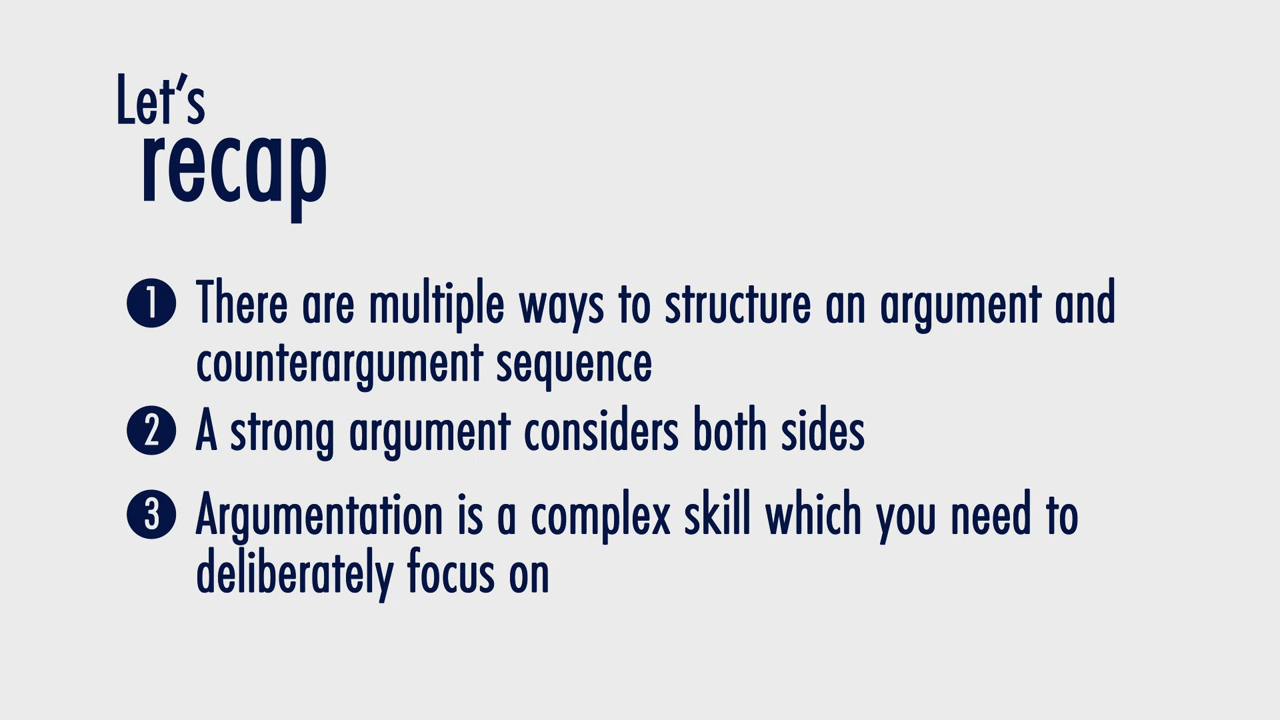 Let’s
recap
1 There are multiple ways to structure an argument and
counterargument sequence
2 A strong argument considers both sides
3 Argumentation is a complex skill which you need to
deliberately focus on